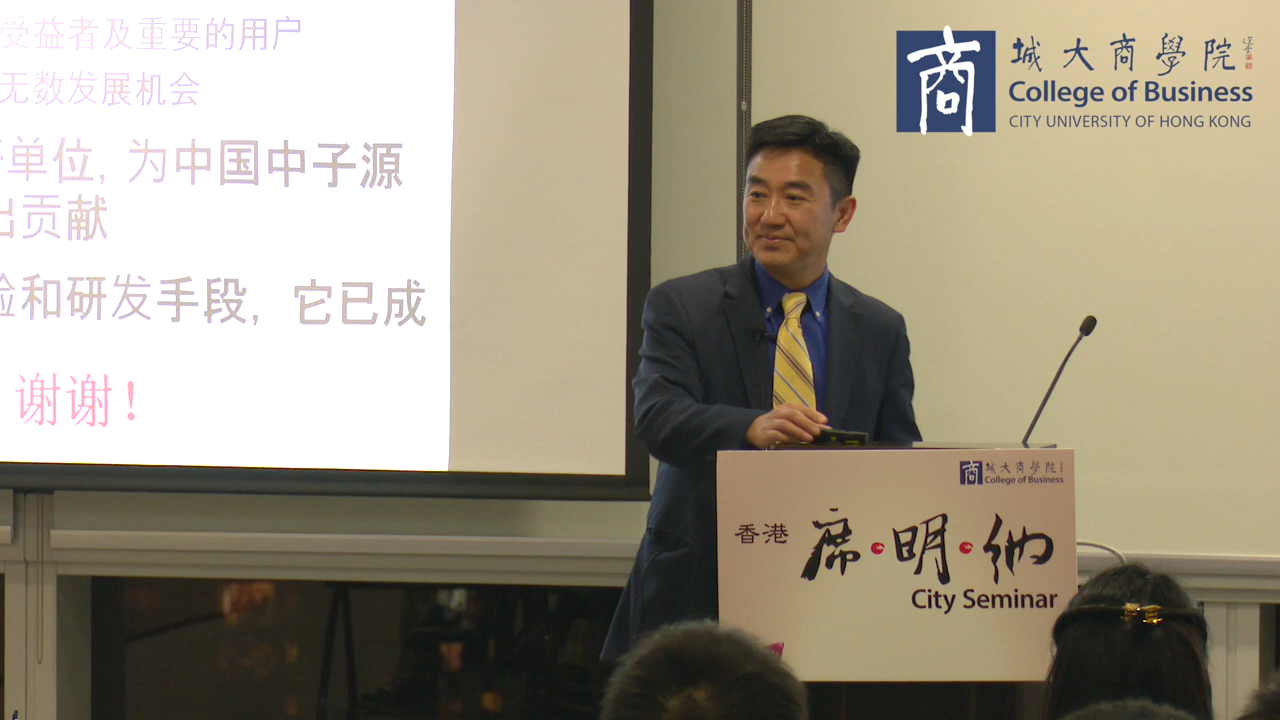 受益者及重要的用户
无数发展机会
单位，为中国中子源
出贡献
验和研发手段，它已成
谢谢！
商
城大商學院
College of Business
CITY UNIVERSITY OF HONG KONG
商 城大商學院
College of Business
香港 席·明·纳
City Seminar